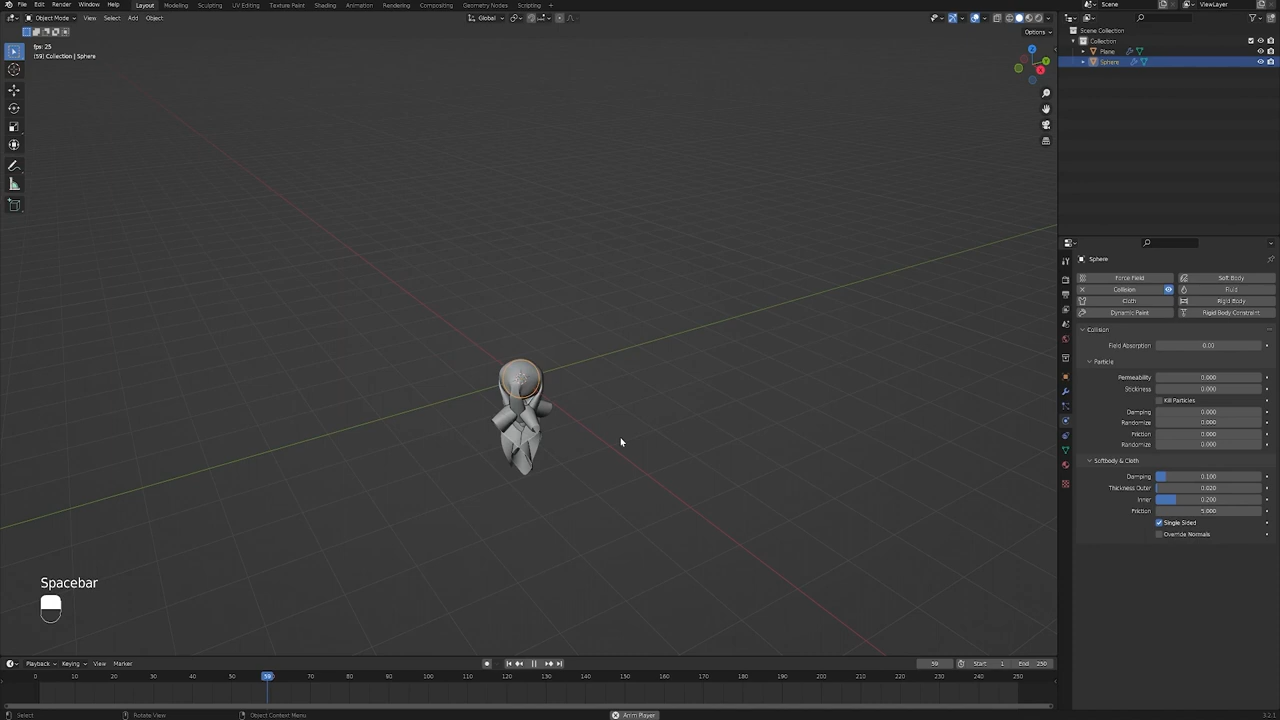 File Edit Render Window Help Layout Modeling Sculpting UV Editing Texture Paint Shading Animation Rendering Compositing Geometry Nodes Scripting Scene ViewLayer
Object Mode View Select Add Object Global
Options
fps: 25
(59) Collection | Sphere
Scene Collection
Collection
Plane
Sphere
Sphere
Force Field Soft Body
Collision Fluid
Cloth Rigid Body
Dynamic Paint Rigid Body Constraint
Collision
Field Absorption 0.00
Particle
Permeability 0.000
Stickness 0.000
Kill Particles
Damping 0.000
Randomize 0.000
Friction 0.000
Randomize 0.000
Softbody & Cloth
Damping 0.100
Thickness Outer 0.020
Inner 0.200
Friction 5.000
Single Sided
Override Normals
Spacebar
Playback Keying View Marker 59 Start 1 End 250
0 10 20 30 40 50 59 70 80 90 100 110 120 130 140 150 160 170 180 190 200 210 220 230 240 250
Select Rotate View Object Context Menu Anim Player 3.2.1